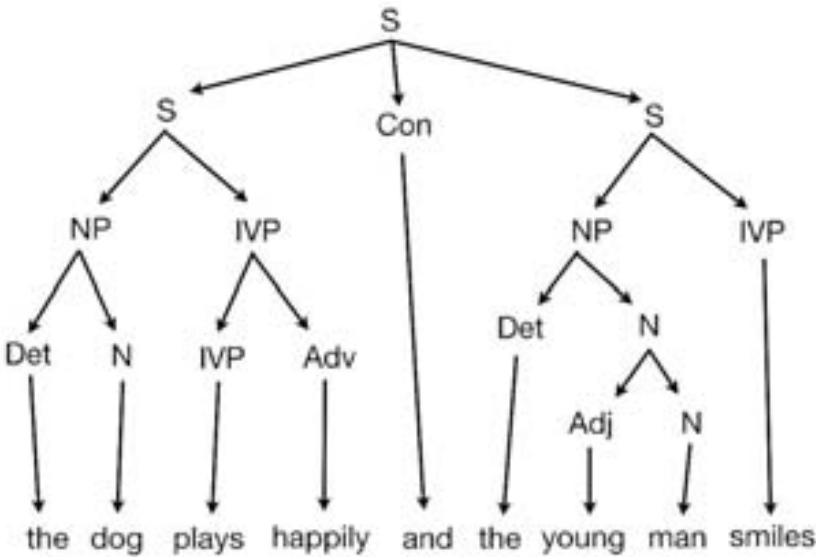 S
S Con S
NP IVP NP IVP
Det N IVP Adv Det N
Adj N
the dog plays happily and the young man smiles